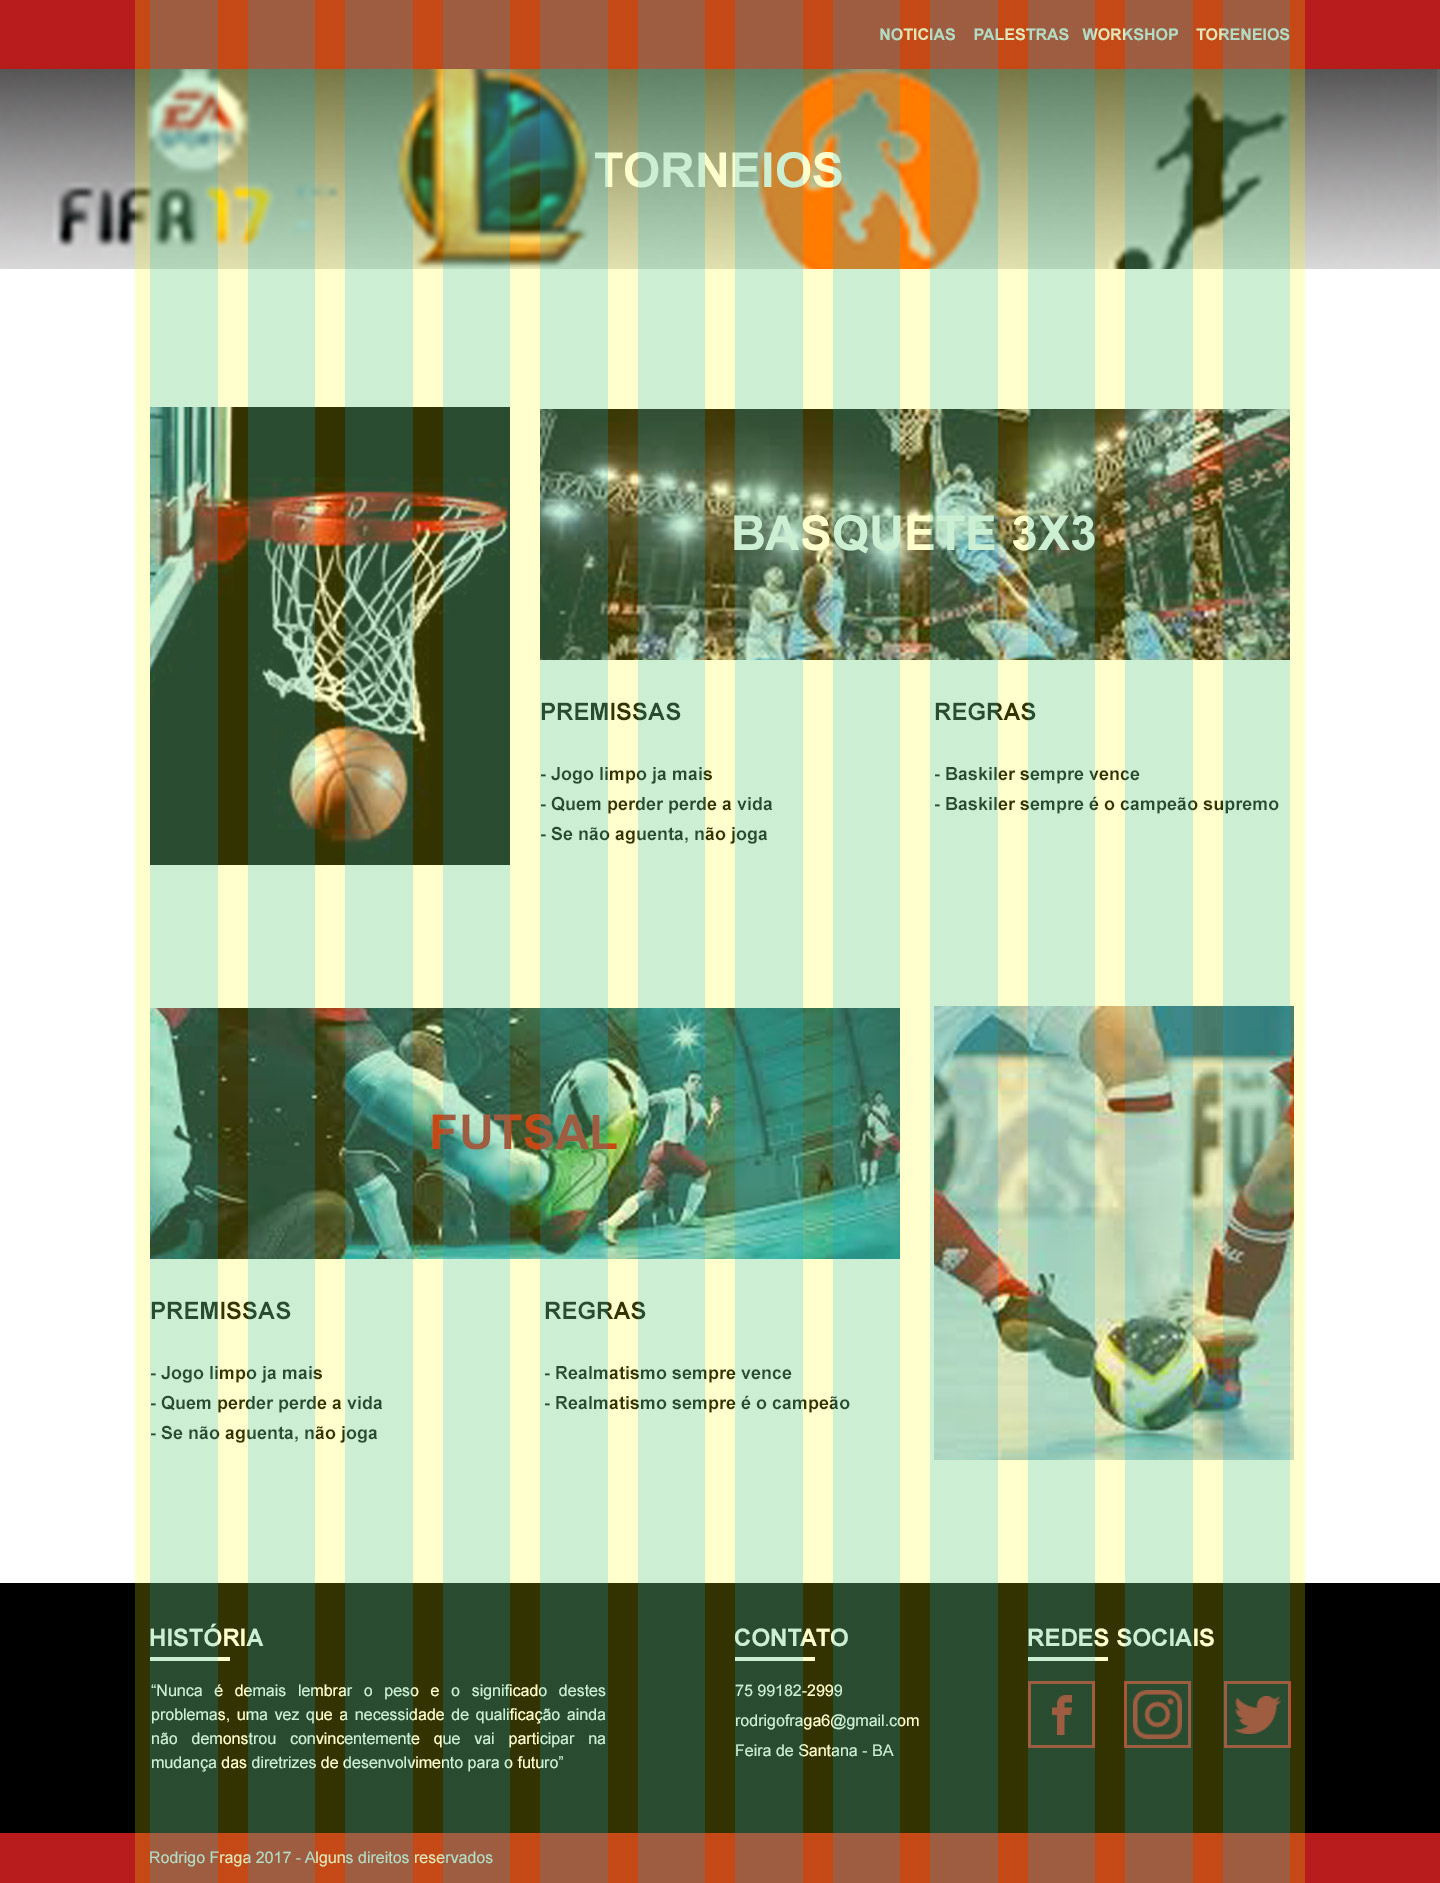 NOTICIAS PALESTRAS WORKSHOP TORENEIOS
EA
SPORTS
FIFA 17
TORNEIOS
BASQUETE 3X3
PREMISSAS
- Jogo limpo ja mais
- Quem perder perde a vida
- Se não aguenta, não joga
REGRAS
- Baskiler sempre vence
- Baskiler sempre é o campeão supremo
FUTSAL
PREMISSAS
- Jogo limpo ja mais
- Quem perder perde a vida
- Se não aguenta, não joga
REGRAS
- Realmatismo sempre vence
- Realmatismo sempre é o campeão
HISTÓRIA
“Nunca é demais lembrar o peso e o significado destes
problemas, uma vez que a necessidade de qualificação ainda
não demonstrou convincentemente que vai participar na
mudança das diretrizes de desenvolvimento para o futuro”
CONTATO
75 99182-2999
rodrigofraga6@gmail.com
Feira de Santana - BA
REDES SOCIAIS
Rodrigo Fraga 2017 - Alguns direitos reservados